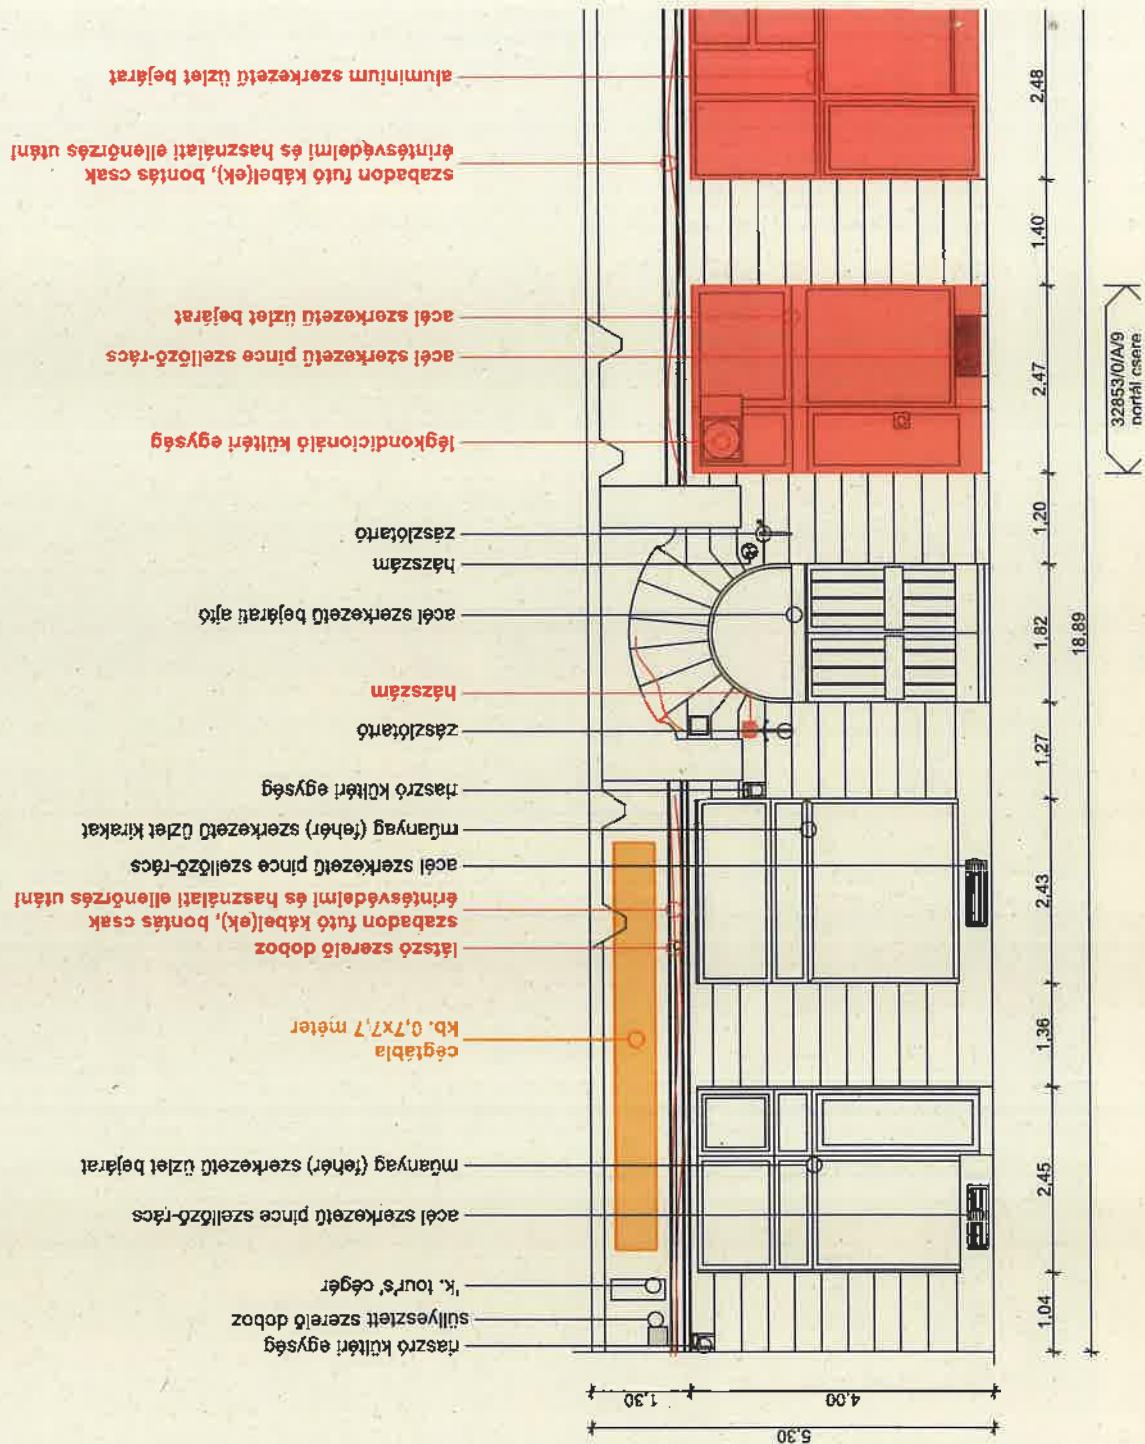 riasztó kültéri egység
süllyesztett szerelő doboz
'k. tour's' cégér
acél szerkezetű pince szellőző-rács
műanyag (fehér) szerkezetű üzlet bejárat
cégtábla
kb. 0,7x7,7 méter
látszó szerelő doboz
szabadon futó kábel(ek), bontás csak
érintésvédelmi és használati ellenőrzés után!
acél szerkezetű pince szellőző-rács
műanyag (fehér) szerkezetű üzlet kirakat
riaszró kültéri egység
zászlótartó
házszám
acél szerkezetű bejárati ajtó
házszám
zászlótartó
légkondicionáló kültéri egység
acél szerkezetű pince szellőző-rács
acél szerkezetű üzlet bejárat
szabadon futó kábel(ek), bontás csak
érintésvédelmi és használati ellenőrzés után!
aluminium szerkezetű üzlet bejárat
5,30
1,30
4,00
1,04
2,45
1,36
2,43
1,27
1,82
1,20
2,47
1,40
2,48
18,89
32853/0/A/9
portál csere